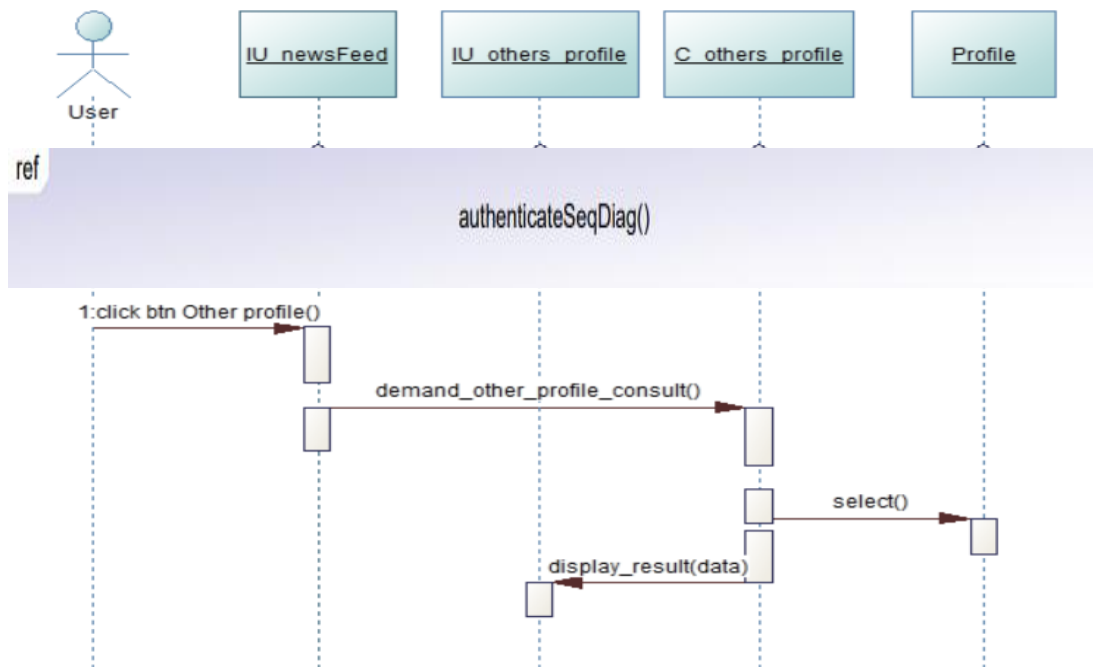 IU_newsFeed
IU_others_profile
C_others_profile
Profile
User
ref
authenticateSeqDiag()
1:click btn Other profile()
demand_other_profile_consult()
select()
display_result(data)